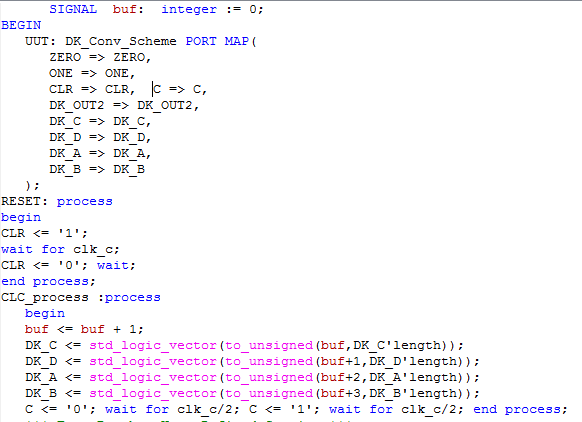 SIGNAL buf: integer := 0;
BEGIN
UUT: DK_Conv_Scheme PORT MAP(
ZERO => ZERO,
ONE => ONE,
CLR => CLR, C => C,
DK_OUT2 => DK_OUT2,
DK_C => DK_C,
DK_D => DK_D,
DK_A => DK_A,
DK_B => DK_B
);
RESET: process
begin
CLR <= '1';
wait for clk_c;
CLR <= '0'; wait;
end process;
CLC_process :process
begin
buf <= buf + 1;
DK_C <= std_logic_vector(to_unsigned(buf,DK_C'length));
DK_D <= std_logic_vector(to_unsigned(buf+1,DK_D'length));
DK_A <= std_logic_vector(to_unsigned(buf+2,DK_A'length));
DK_B <= std_logic_vector(to_unsigned(buf+3,DK_B'length));
C <= '0'; wait for clk_c/2; C <= '1'; wait for clk_c/2; end process;